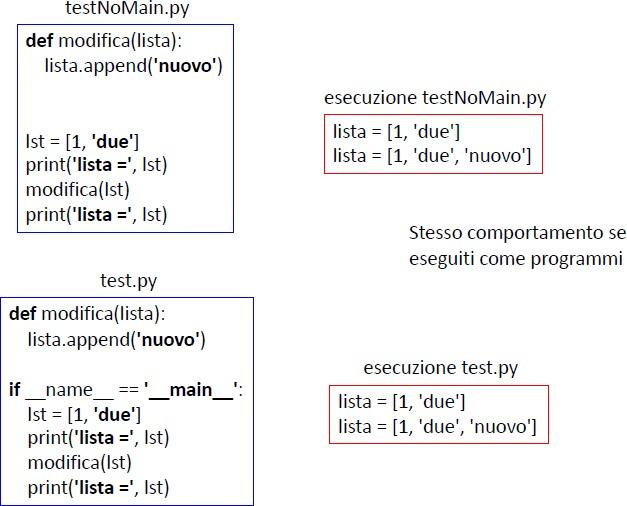 testNoMain.py
def modifica(lista):
lista.append('nuovo')
lst = [1, 'due']
print('lista =', lst)
modifica(lst)
print('lista =', lst)
esecuzione testNoMain.py
lista = [1, 'due']
lista = [1, 'due', 'nuovo']
Stesso comportamento se
eseguiti come programmi
test.py
def modifica(lista):
lista.append('nuovo')
if __name__ == '__main__':
lst = [1, 'due']
print('lista =', lst)
modifica(lst)
print('lista =', lst)
esecuzione test.py
lista = [1, 'due']
lista = [1, 'due', 'nuovo']